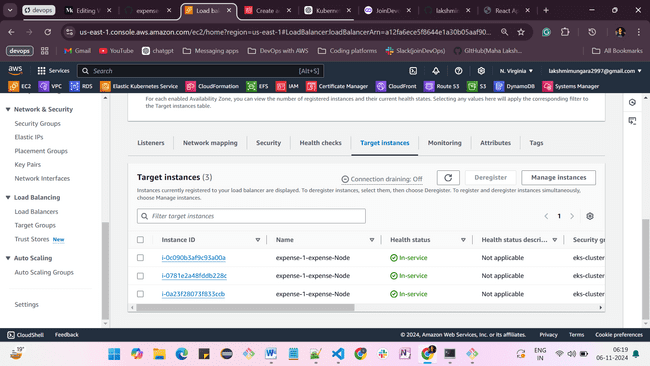 devops
Editing
expense
Load bala
Create a
Kubernet
JoinDev
lakshmi
React Ap
us-east-1.console.aws.amazon.com/ec2/home?region=us-east-1#LoadBalancer:loadBalancerArn=a12fa6ece5f8644e1a30b05aaf90...
devops
Gmail
YouTube
chatgpt
Messaging apps
DevOps with AWS
Coding platforms
Slack(joinDevOps)
GitHub(Maha Laksh...
All Bookmarks
aws
Services
Search
[Alt+S]
N. Virginia
lakshmimungara2997@gmail.com
EC2
VPC
RDS
Elastic Kubernetes Service
CloudFormation
EFS
IAM
Certificate Manager
CloudFront
Route 53
S3
DynamoDB
Systems Manager
Network & Security
Security Groups
Elastic IPs
Placement Groups
Key Pairs
Network Interfaces
Load Balancing
Load Balancers
Target Groups
Trust Stores New
Auto Scaling
Auto Scaling Groups
Settings
For each enabled Availability Zone, you can view the number of registered instances and their current health states. Selecting any values here will apply the corresponding filter to
the Target instances table.
Listeners
Network mapping
Security
Health checks
Target instances
Monitoring
Attributes
Tags
Target instances (3)
Connection draining: Off
Deregister
Manage instances
Instances currently registered to your load balancer are displayed. To deregister instances, select them, then choose Deregister. To register and deregister instances simultaneously,
choose Manage instances.
Filter target instances
1
Instance ID
Name
Health status
Health status descri...
Security gr
i-0c090b3af9c93a00a
expense-1-expense-Node
In-service
Not applicable
eks-cluster
i-0781e2a48fddb228c
expense-1-expense-Node
In-service
Not applicable
eks-cluster
i-0a23f28073f833ccb
expense-1-expense-Node
In-service
Not applicable
eks-cluster
CloudShell
Feedback
© 2024, Amazon Web Services, Inc. or its affiliates.
Privacy
Terms
Cookie preferences
19°
ENG
IN
06:19
06-11-2024